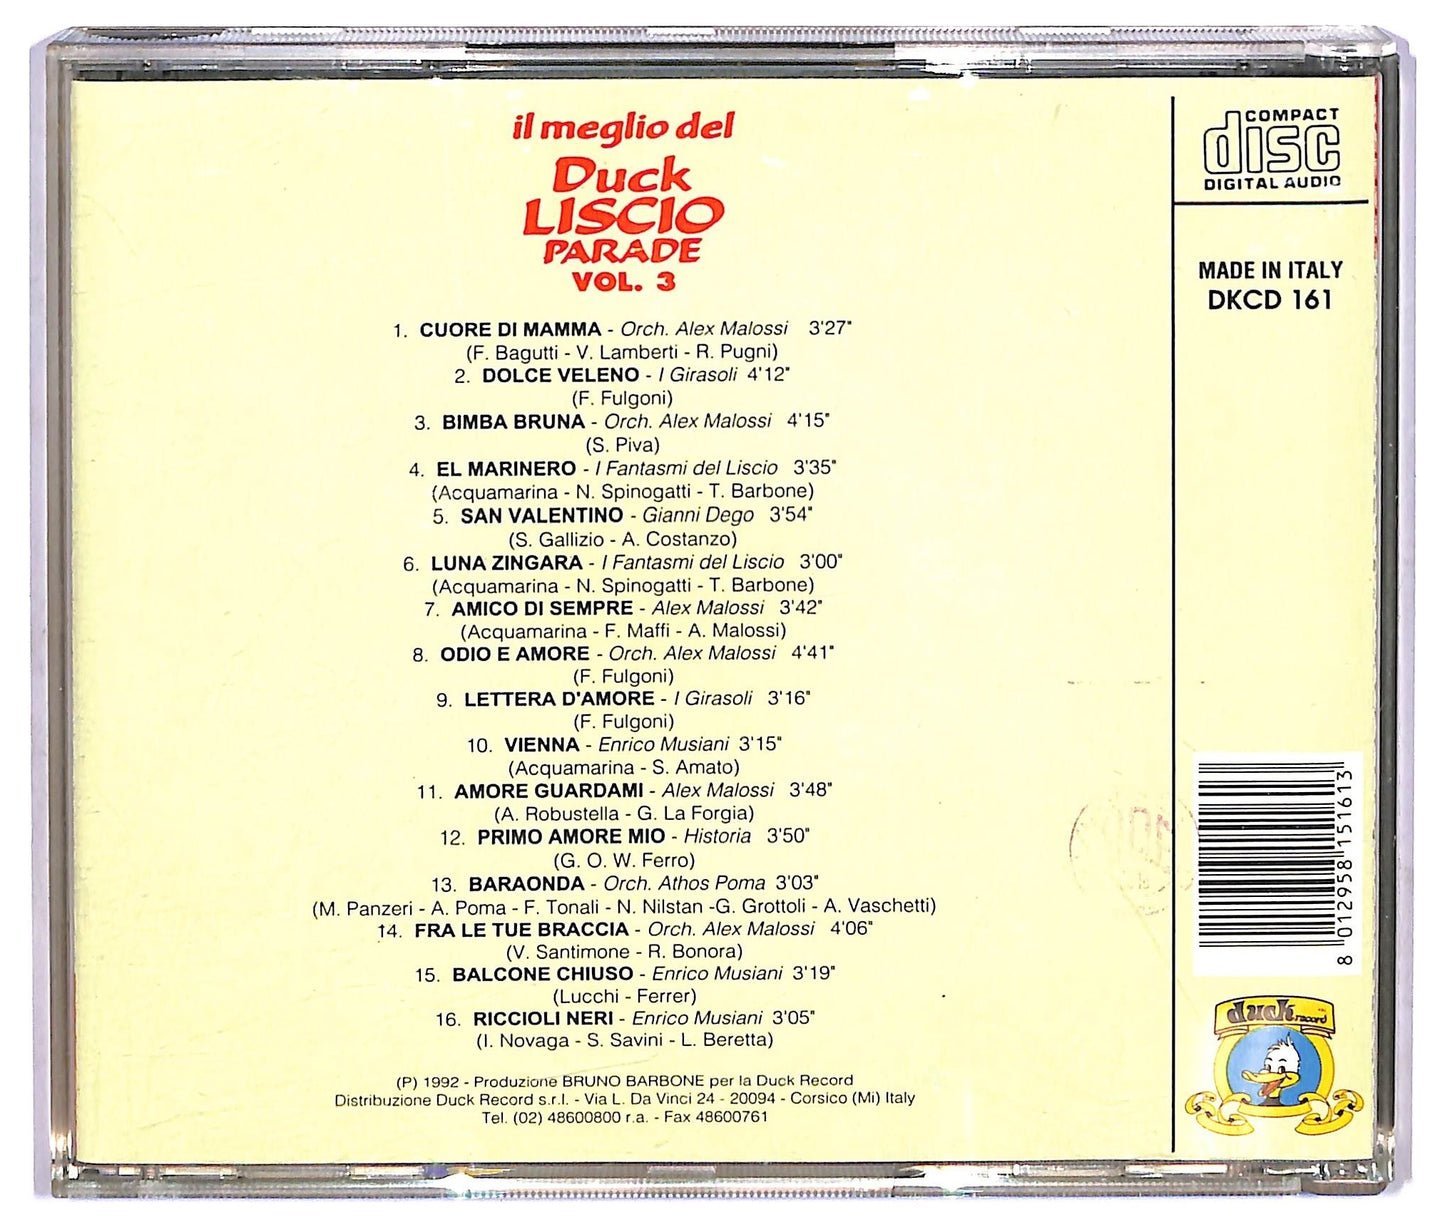 il meglio del
Duck
LISCIO
PARADE
VOL. 3
1. CUORE DI MAMMA - Orch. Alex Malossi 3'27"
(F. Bagutti - V. Lamberti - R. Pugni)
2. DOLCE VELENO - I Girasoli 4'12"
(F. Fulgoni)
3. BIMBA BRUNA - Orch. Alex Malossi 4'15"
(S. Piva)
4. EL MARINERO - I Fantasmi del Liscio 3'35"
(Acquamarina - N. Spinogatti - T. Barbone)
5. SAN VALENTINO - Gianni Dego 3'54"
(S. Gallizio - A. Costanzo)
6. LUNA ZINGARA - I Fantasmi del Liscio 3'00"
(Acquamarina - N. Spinogatti - T. Barbone)
7. AMICO DI SEMPRE - Alex Malossi 3'42"
(Acquamarina - F. Maffi - A. Malossi)
8. ODIO E AMORE - Orch. Alex Malossi 4'41"
(F. Fulgoni)
9. LETTERA D'AMORE - I Girasoli 3'16"
(F. Fulgoni)
10. VIENNA - Enrico Musiani 3'15"
(Acquamarina - S. Amato)
11. AMORE GUARDAMI - Alex Malossi 3'48"
(A. Robustella - G. La Forgia)
12. PRIMO AMORE MIO - Historia 3'50"
(G. O. W. Ferro)
13. BARAONDA - Orch. Athos Poma 3'03"
(M. Panzeri - A. Poma - F. Tonali - N. Nilstan -G. Grottoli - A. Vaschetti)
14. FRA LE TUE BRACCIA - Orch. Alex Malossi 4'06"
(V. Santimone - R. Bonora)
15. BALCONE CHIUSO - Enrico Musiani 3'19"
(Lucchi - Ferrer)
16. RICCIOLI NERI - Enrico Musiani 3'05"
(I. Novaga - S. Savini - L. Beretta)
(P) 1992 - Produzione BRUNO BARBONE per la Duck Record
Distribuzione Duck Record s.r.l. - Via L. Da Vinci 24 - 20094 - Corsico (Mi) Italy
Tel. (02) 48600800 r.a. - Fax 48600761
COMPACT
disc
DIGITAL AUDIO
MADE IN ITALY
DKCD 161
8 012958 151613
duck record